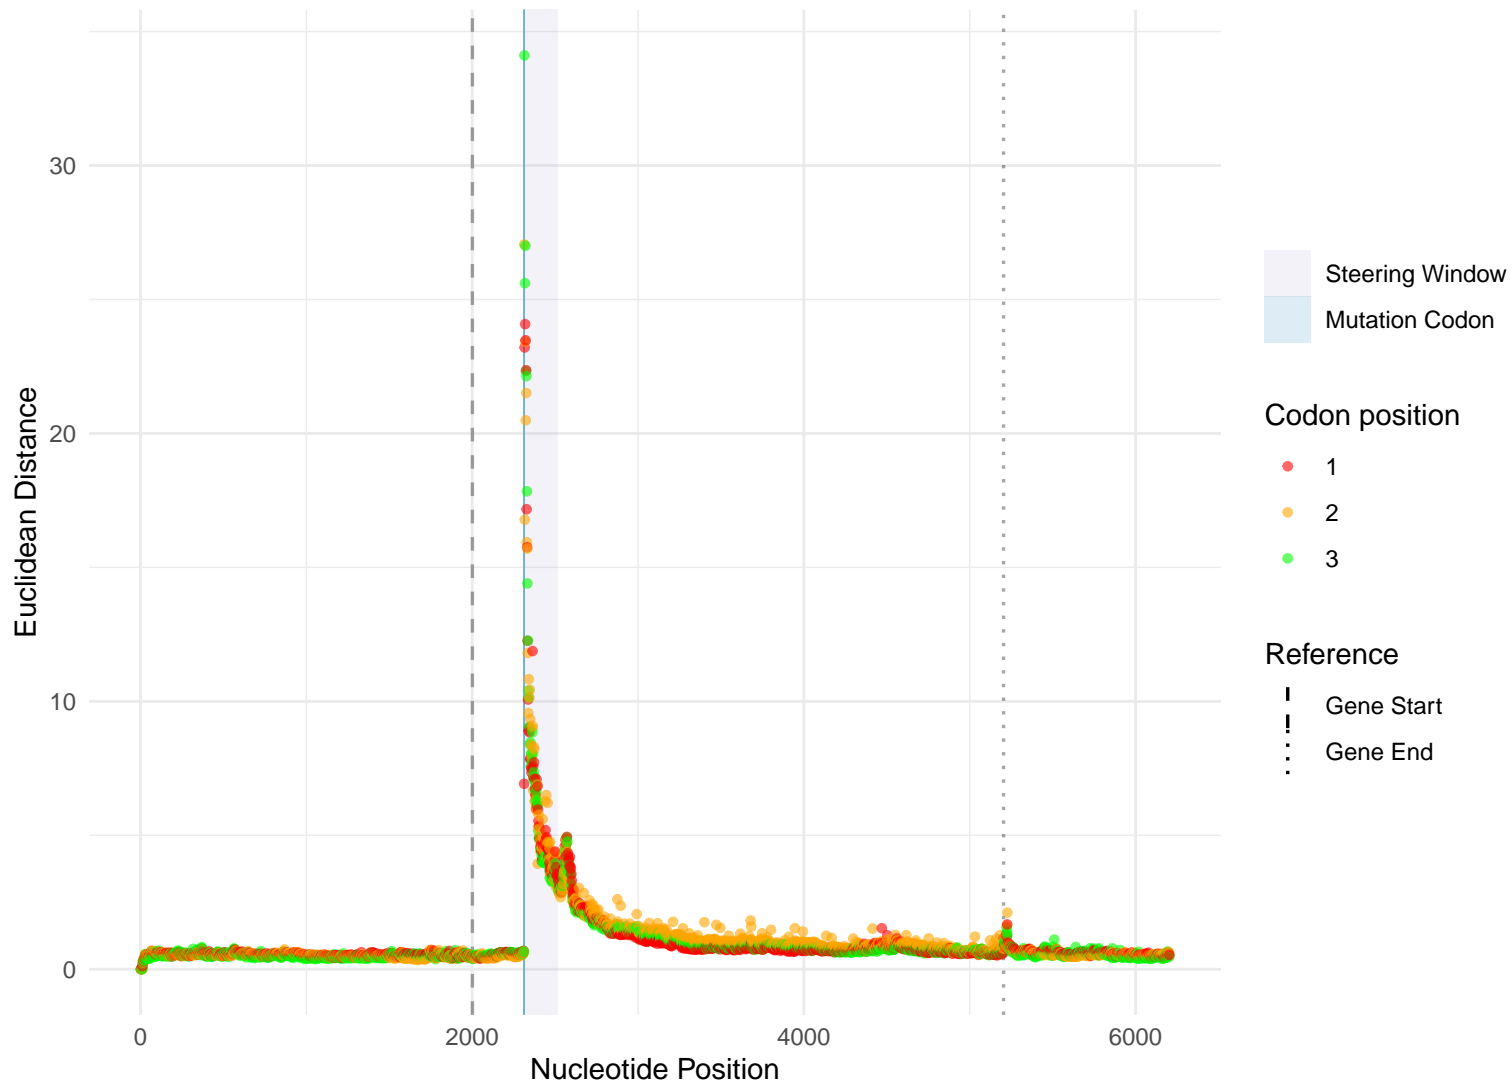 30
20
10
0
Euclidean Distance
0
2000
4000
6000
Nucleotide Position
Steering Window
Mutation Codon
Codon position
1
2
3
Reference
Gene Start
Gene End